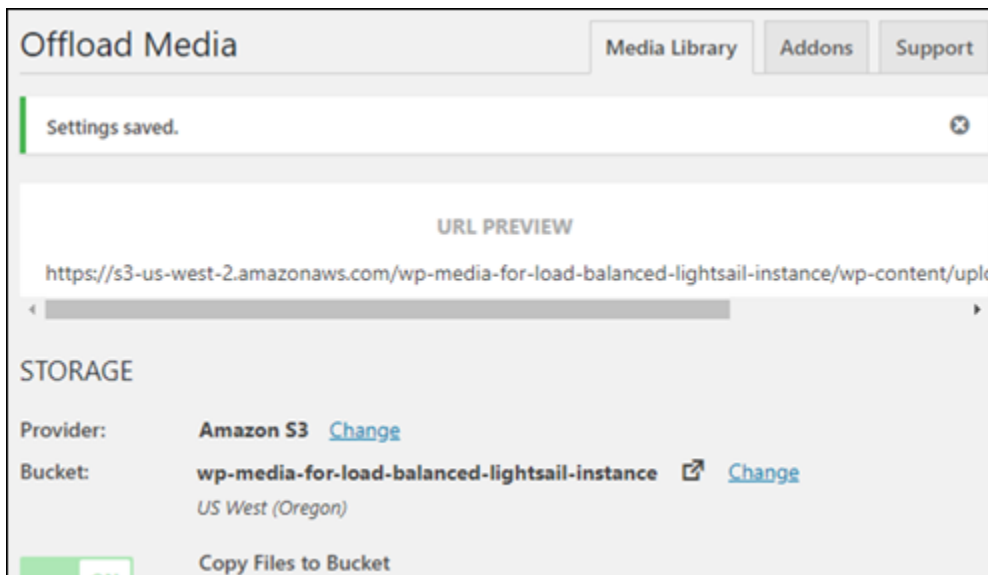 Offload Media
Media Library Addons Support
Settings saved.
URL PREVIEW
https://s3-us-west-2.amazonaws.com/wp-media-for-load-balanced-lightsail-instance/wp-content/uplo
STORAGE
Provider: Amazon S3 Change
Bucket: wp-media-for-load-balanced-lightsail-instance Change
US West (Oregon)
Copy Files to Bucket